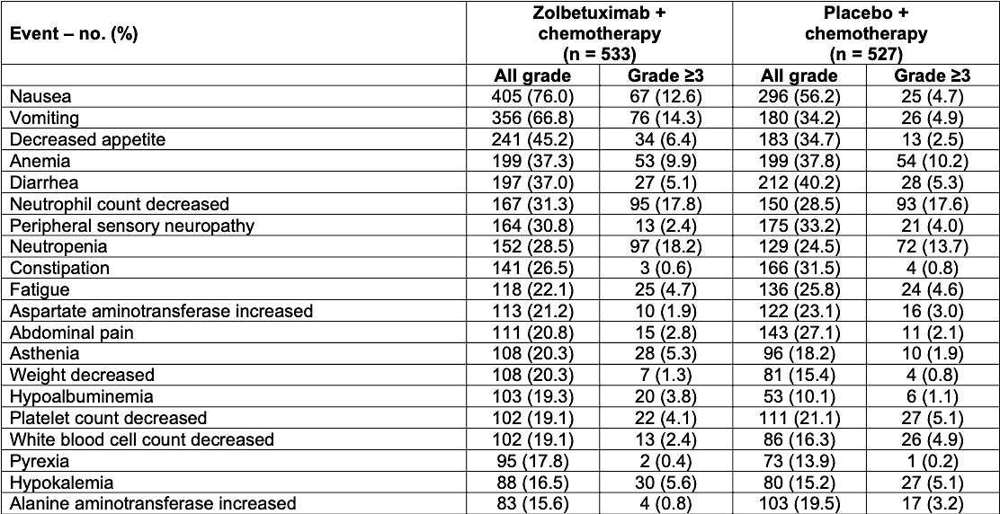 Event – no. (%) Zolbetuximab + chemotherapy (n = 533) Placebo + chemotherapy (n = 527)
All grade Grade ≥3 All grade Grade ≥3
Nausea 405 (76.0) 67 (12.6) 296 (56.2) 25 (4.7)
Vomiting 356 (66.8) 76 (14.3) 180 (34.2) 26 (4.9)
Decreased appetite 241 (45.2) 34 (6.4) 183 (34.7) 13 (2.5)
Anemia 199 (37.3) 53 (9.9) 199 (37.8) 54 (10.2)
Diarrhea 197 (37.0) 27 (5.1) 212 (40.2) 28 (5.3)
Neutrophil count decreased 167 (31.3) 95 (17.8) 150 (28.5) 93 (17.6)
Peripheral sensory neuropathy 164 (30.8) 13 (2.4) 175 (33.2) 21 (4.0)
Neutropenia 152 (28.5) 97 (18.2) 129 (24.5) 72 (13.7)
Constipation 141 (26.5) 3 (0.6) 166 (31.5) 4 (0.8)
Fatigue 118 (22.1) 25 (4.7) 136 (25.8) 24 (4.6)
Aspartate aminotransferase increased 113 (21.2) 10 (1.9) 122 (23.1) 16 (3.0)
Abdominal pain 111 (20.8) 15 (2.8) 143 (27.1) 11 (2.1)
Asthenia 108 (20.3) 28 (5.3) 96 (18.2) 10 (1.9)
Weight decreased 108 (20.3) 7 (1.3) 81 (15.4) 4 (0.8)
Hypoalbuminemia 103 (19.3) 20 (3.8) 53 (10.1) 6 (1.1)
Platelet count decreased 102 (19.1) 22 (4.1) 111 (21.1) 27 (5.1)
White blood cell count decreased 102 (19.1) 13 (2.4) 86 (16.3) 26 (4.9)
Pyrexia 95 (17.8) 2 (0.4) 73 (13.9) 1 (0.2)
Hypokalemia 88 (16.5) 30 (5.6) 80 (15.2) 27 (5.1)
Alanine aminotransferase increased 83 (15.6) 4 (0.8) 103 (19.5) 17 (3.2)